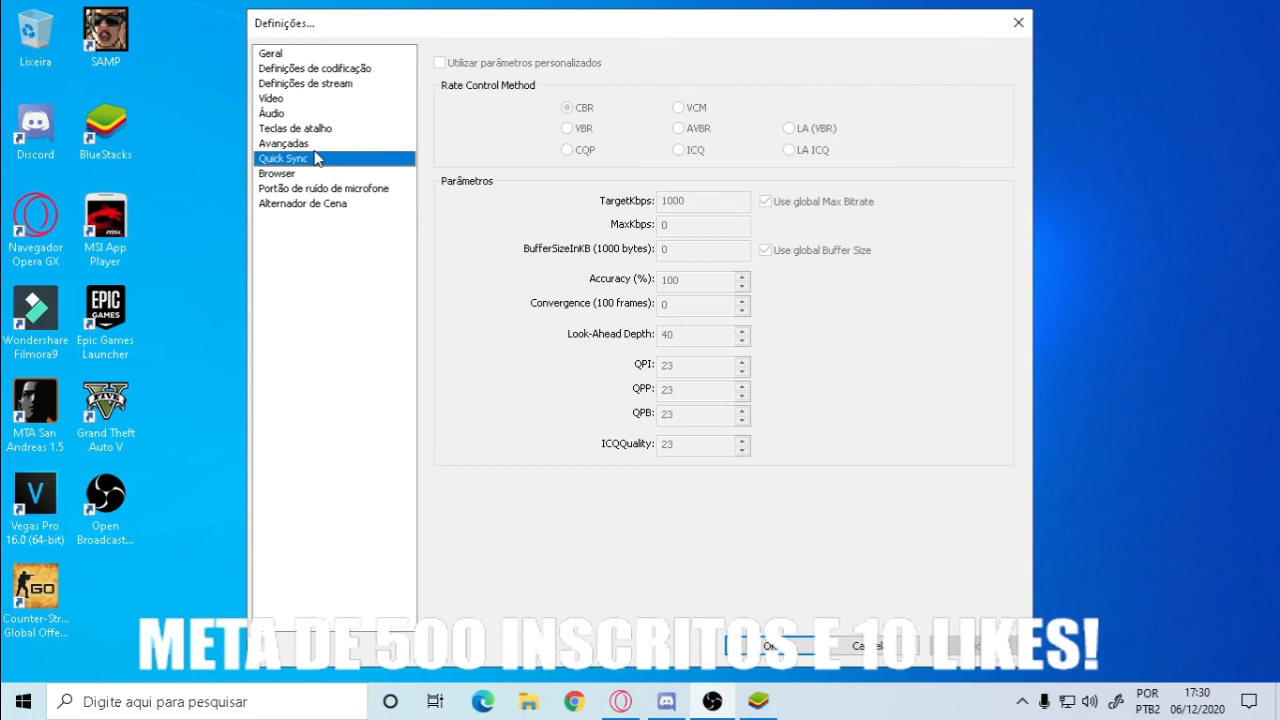 Definições...
Geral
Definições de codificação
Definições de stream
Vídeo
Áudio
Teclas de atalho
Avançadas
Quick Sync
Browser
Portão de ruído de microfone
Alternador de Cena
Utilizar parâmetros personalizados
Rate Control Method
CBR
VCM
VBR
AVBR
LA (VBR)
CQP
ICQ
LA ICQ
Parâmetros
TargetKbps: 1000
Use global Max Bitrate
MaxKbps: 0
BufferSizeInKB (1000 bytes): 0
Use global Buffer Size
Accuracy (%): 100
Convergence (100 frames): 0
Look-Ahead Depth: 40
QPI: 23
QPP: 23
QPB: 23
ICQQuality: 23
Lixeira
SAMP
Discord
BlueStacks
Navegador
Opera GX
MSI App
Player
EPIC
GAMES
Wondershare
Filmora9
Epic Games
Launcher
MTA San
Andreas 1.5
FIVE
Grand Theft
Auto V
V
Vegas Pro
16.0 (64-bit)
Open
Broadcast...
GO
Counter-Str...
Global Offe...
META DE 500 INSCRITOS E 10 LIKES!
Digite aqui para pesquisar
POR
PTB2
17:30
06/12/2020